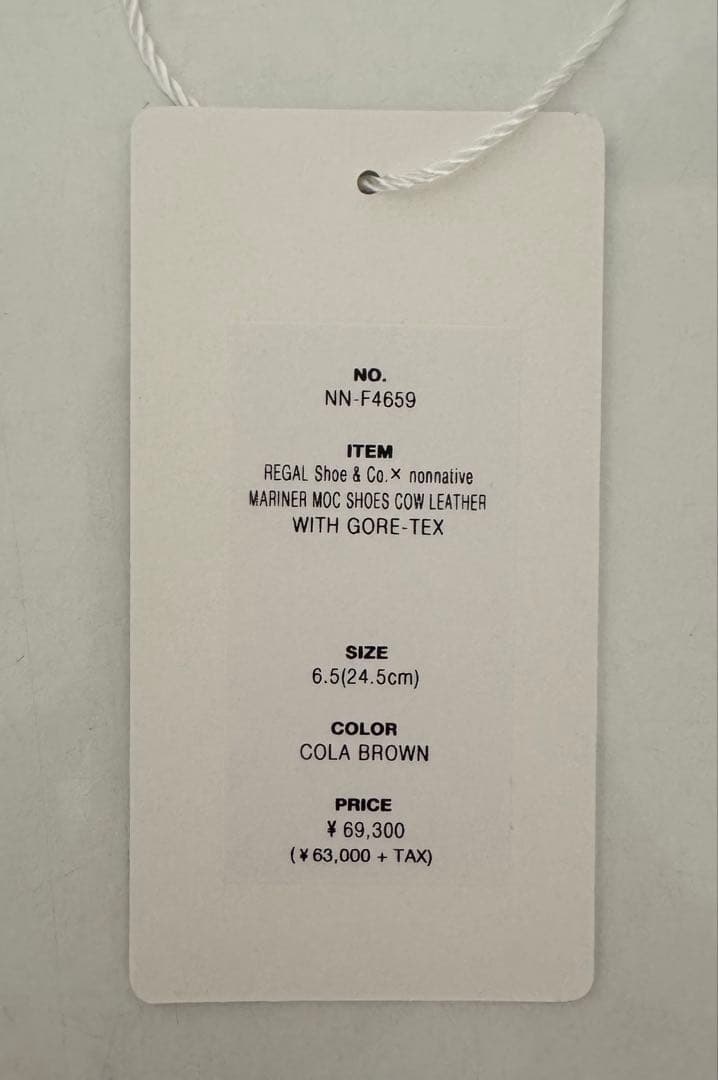 NO.
NN-F4659
ITEM
REGAL Shoe & Co.× nonnative
MARINER MOC SHOES COW LEATHER
WITH GORE-TEX
SIZE
6.5(24.5cm)
COLOR
COLA BROWN
PRICE
¥ 69,300
(¥63,000 + TAX)